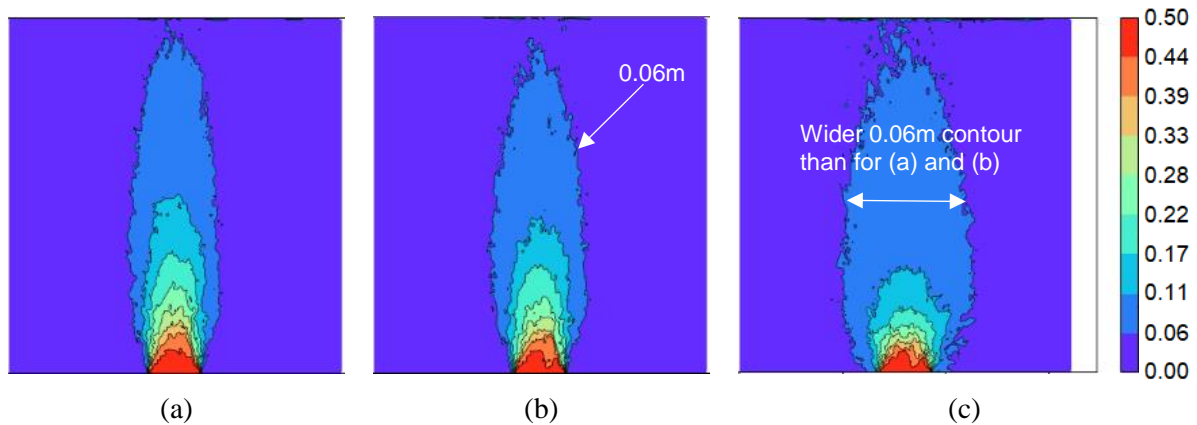 0.06m
Wider 0.06m contour
than for (a) and (b)
0.50
0.44
0.39
0.33
0.28
0.22
0.17
0.11
0.06
0.00
(a)
(b)
(c)